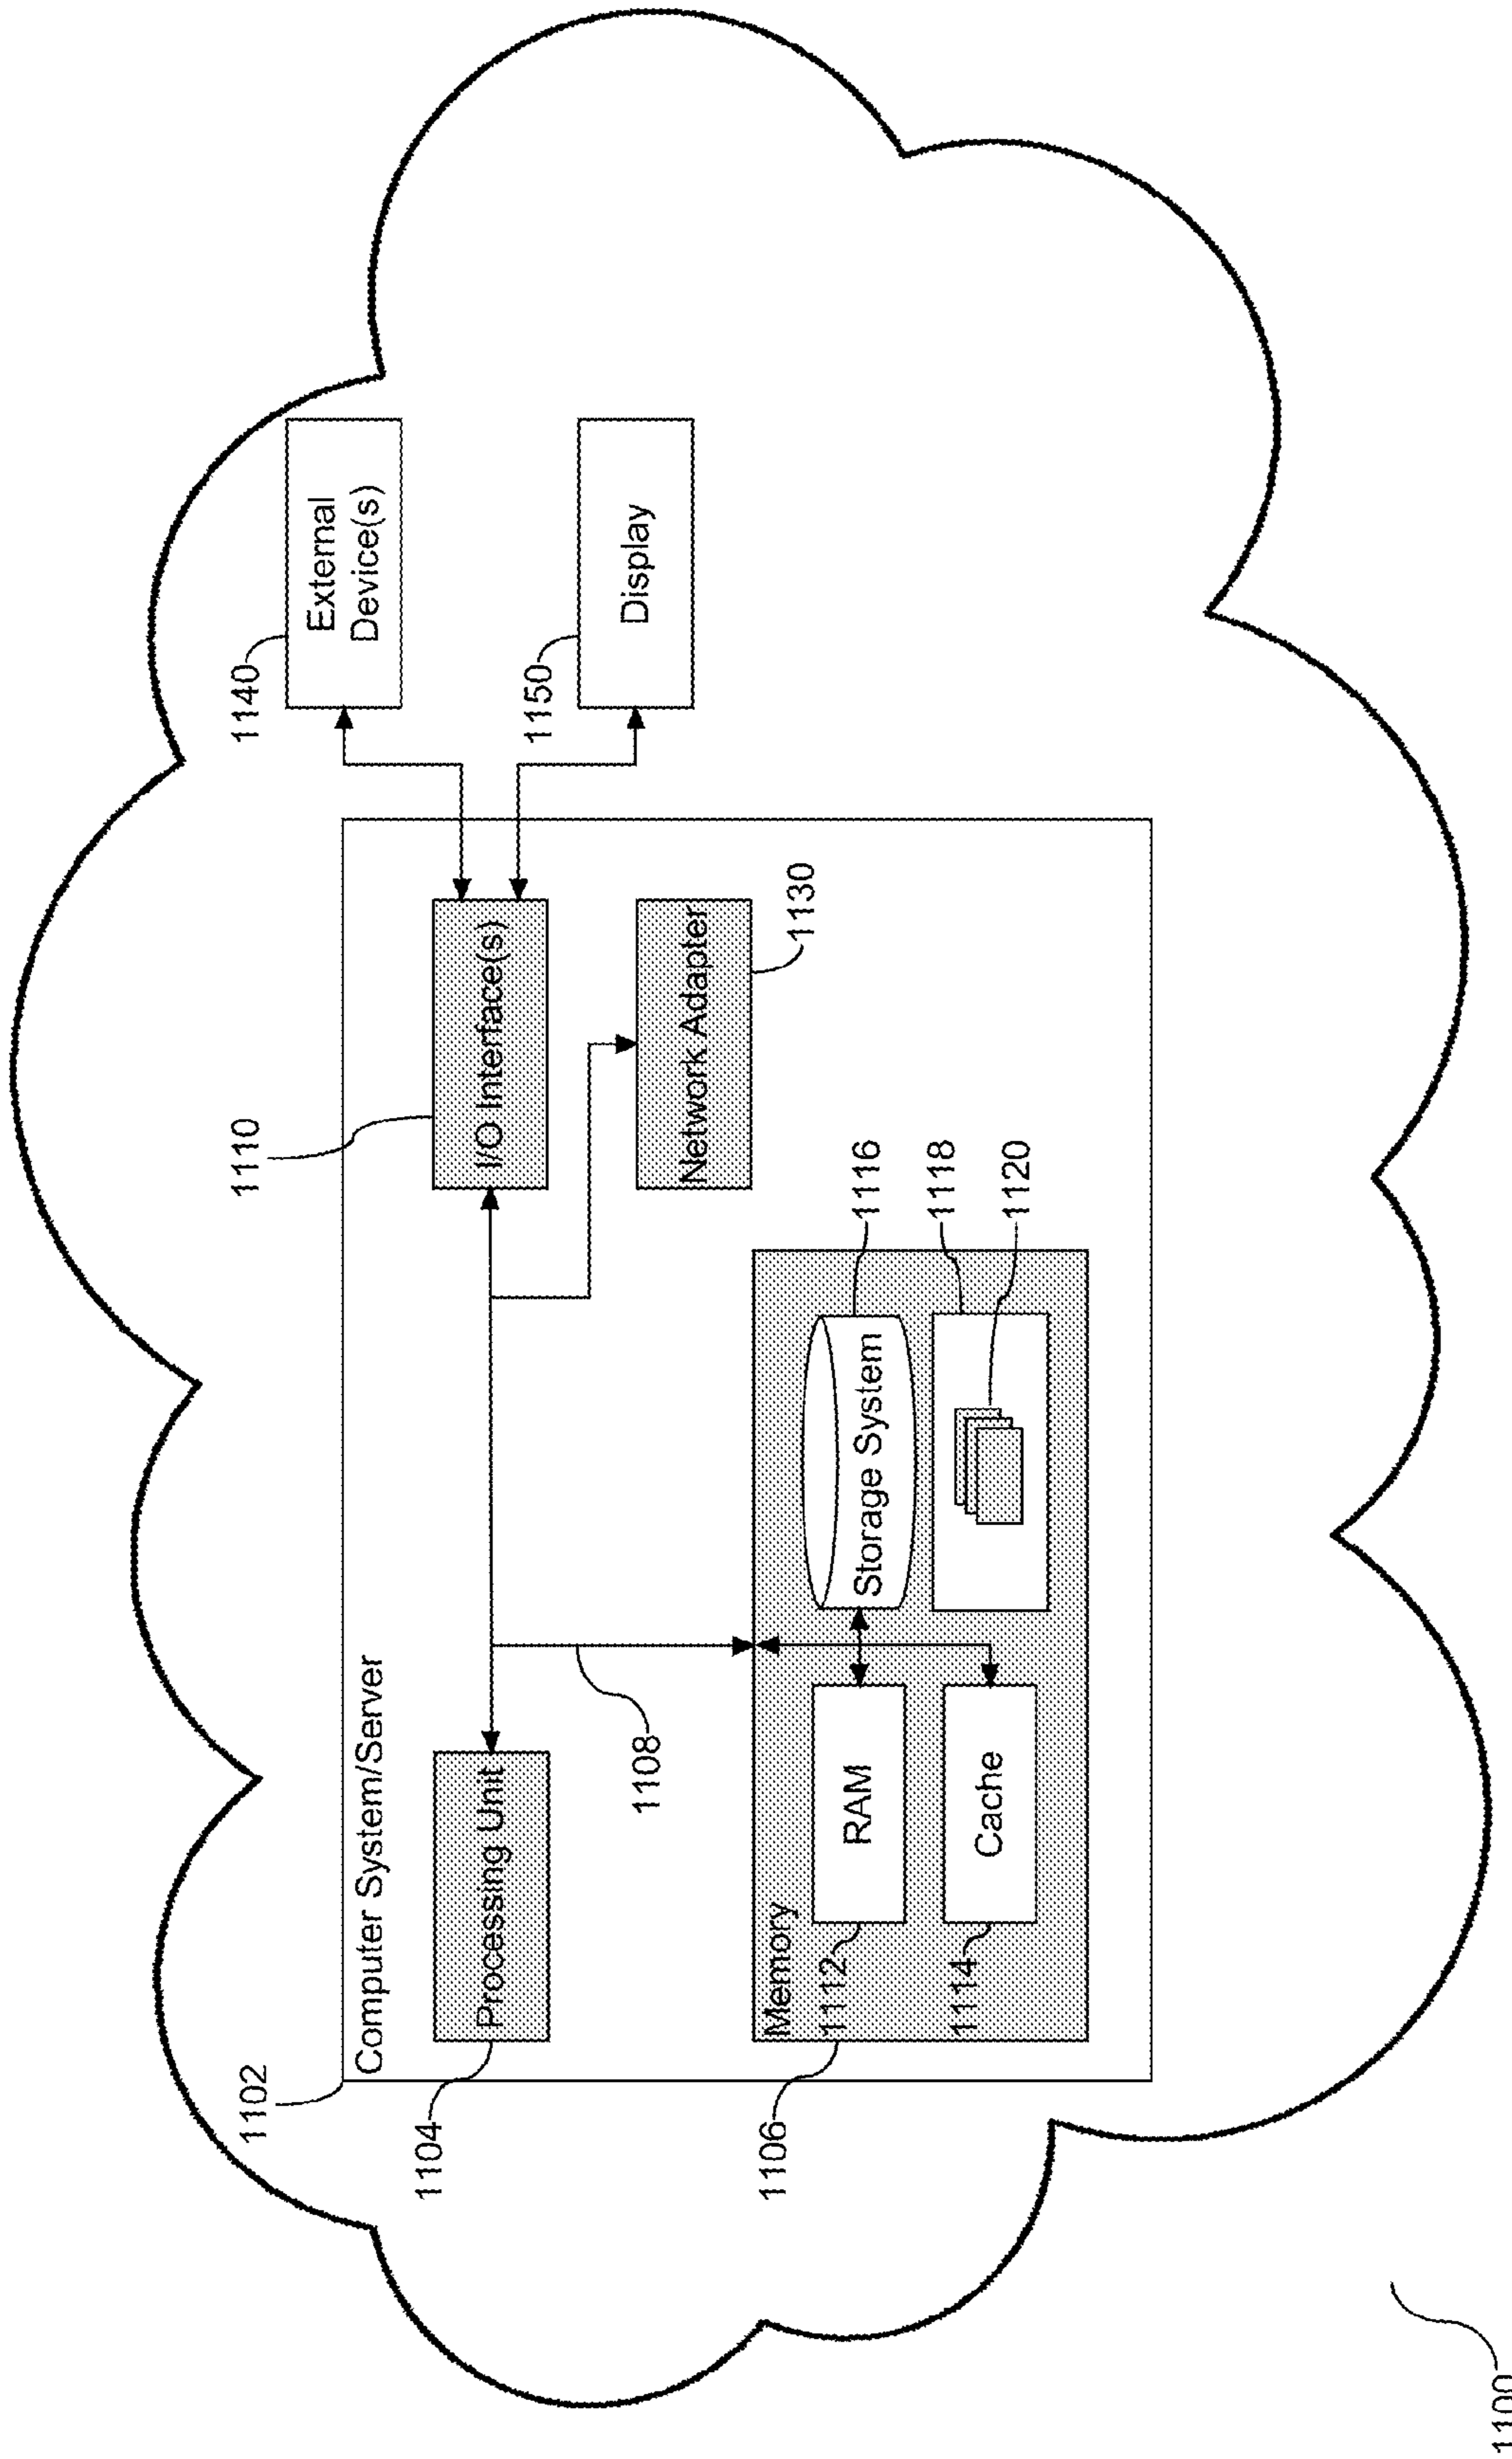 1102
Computer System/Server
1104
Processing Unit
1108
1110
I/O Interface(s)
1140
External
Device(s)
1150
Display
Network Adapter
1130
1106
Memory
1112
RAM
1114
Cache
Storage System
1116
1118
1120
1100